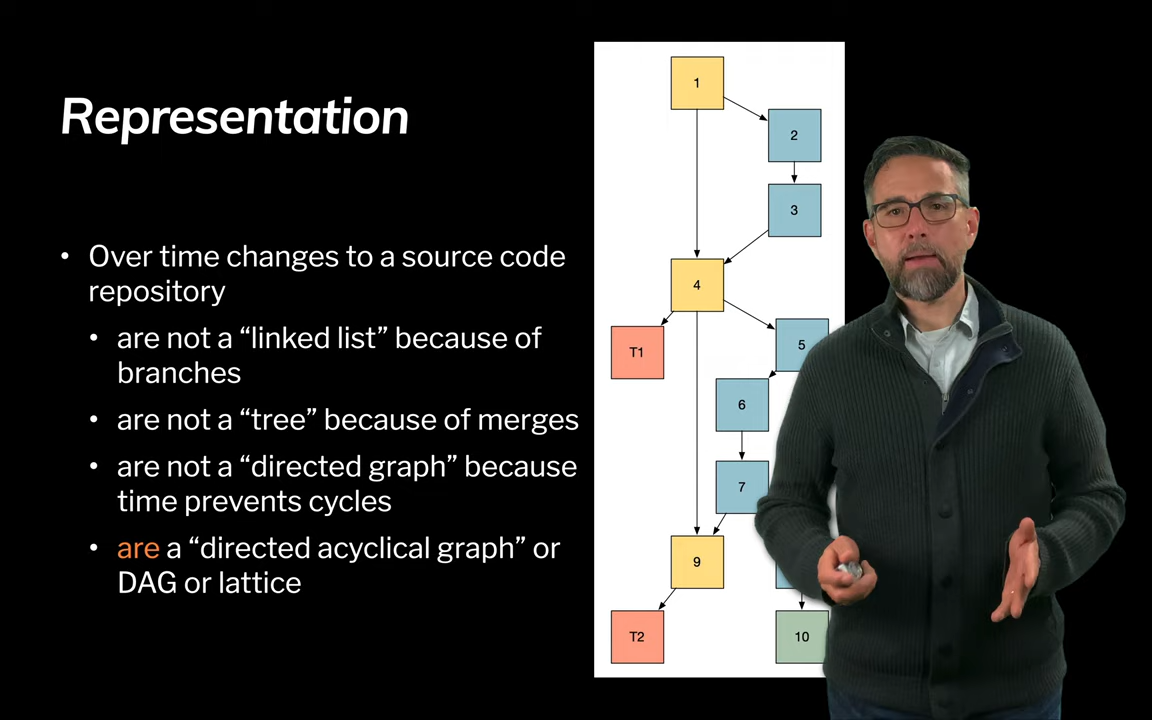 Representation
• Over time changes to a source code
repository
• are not a “linked list” because of
branches
• are not a “tree” because of merges
• are not a “directed graph” because
time prevents cycles
• are a “directed acyclical graph” or
DAG or lattice
1
2
3
4
T1
5
6
7
9
T2
10